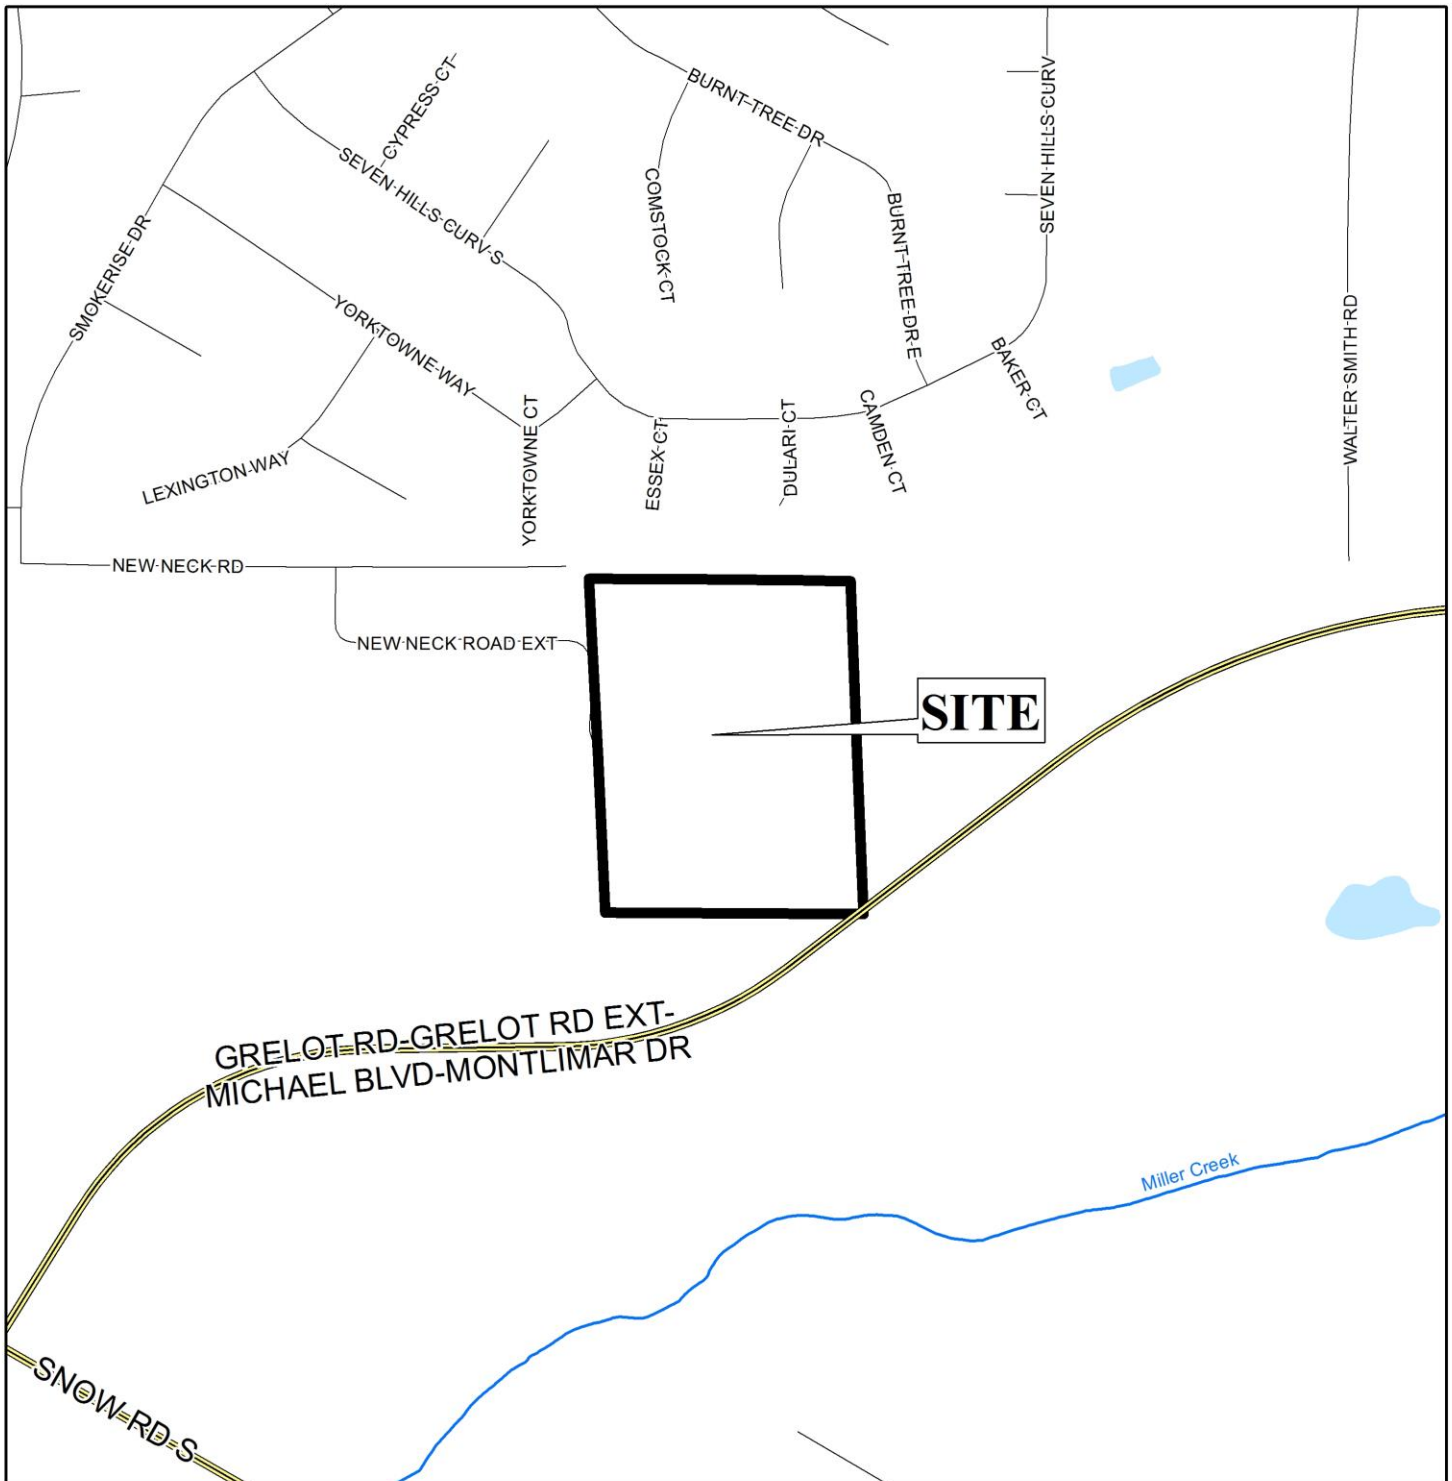 CYPRESS CT
BURNT TREE DR
SEVEN HILLS CURV
SEVEN HILLS CURV S
COMSTOCK CT
BURNT TREE DR E
SMOKERISE DR
YORKTOWNE WAY
WALTER SMITH RD
BAKER CT
CAMDEN CT
DULARI CT
ESSEX CT
YORKTOWNE CT
LEXINGTON WAY
NEW NECK RD
NEW NECK ROAD EXT
SITE
GRELOT RD-GRELOT RD EXT-
MICHAEL BLVD-MONTLIMAR DR
Miller Creek
SNOW RD S